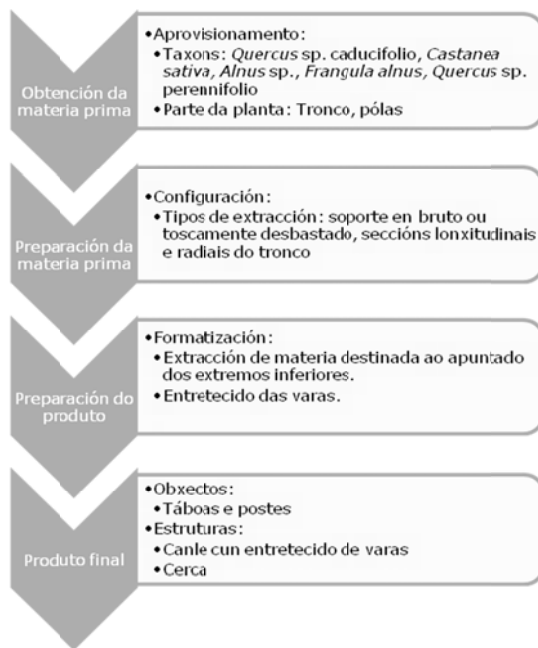 Obtención da
materia prima
•Aprovisionamento:
•Taxons: Quercus sp. caducifolio, Castanea
sativa, Alnus sp., Frangula alnus, Quercus sp.
perennifolio
•Parte da planta: Tronco, pólas
Preparación da
materia prima
•Configuración:
•Tipos de extracción: soporte en bruto ou
toscamente desbastado, seccións lonxitudinais
e radiais do tronco
Preparación do
produto
•Formatización:
•Extracción de materia destinada ao apuntado
dos extremos inferiores.
•Entretecido das varas.
Produto final
•Obxectos:
•Táboas e postes
•Estruturas:
•Canle cun entretecido de varas
•Cerca